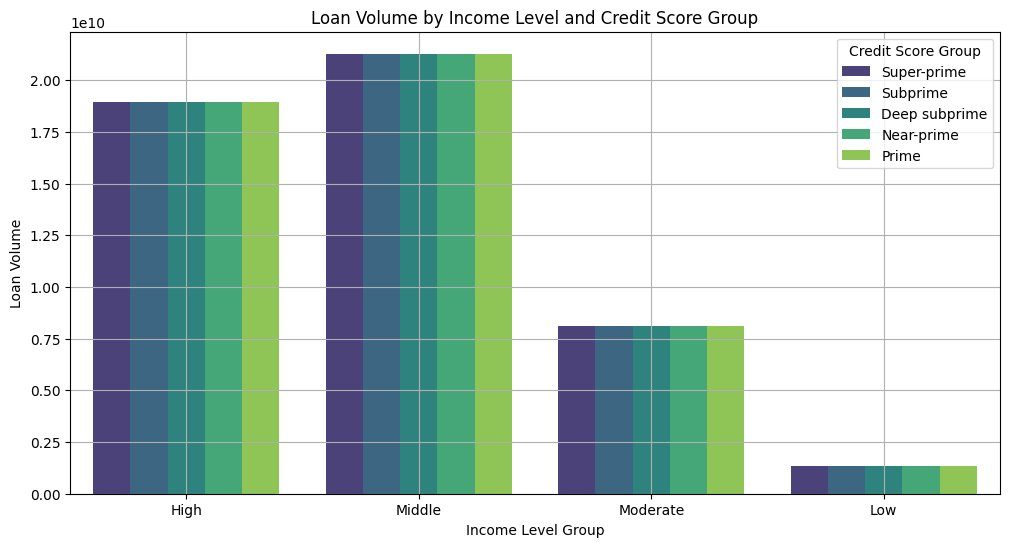 Loan Volume by Income Level and Credit Score Group
1e10
Credit Score Group
Super-prime
Subprime
Deep subprime
Near-prime
Prime
2.00
1.75
1.50
1.25
1.00
0.75
0.50
0.25
0.00
Loan Volume
High Middle Moderate Low
Income Level Group